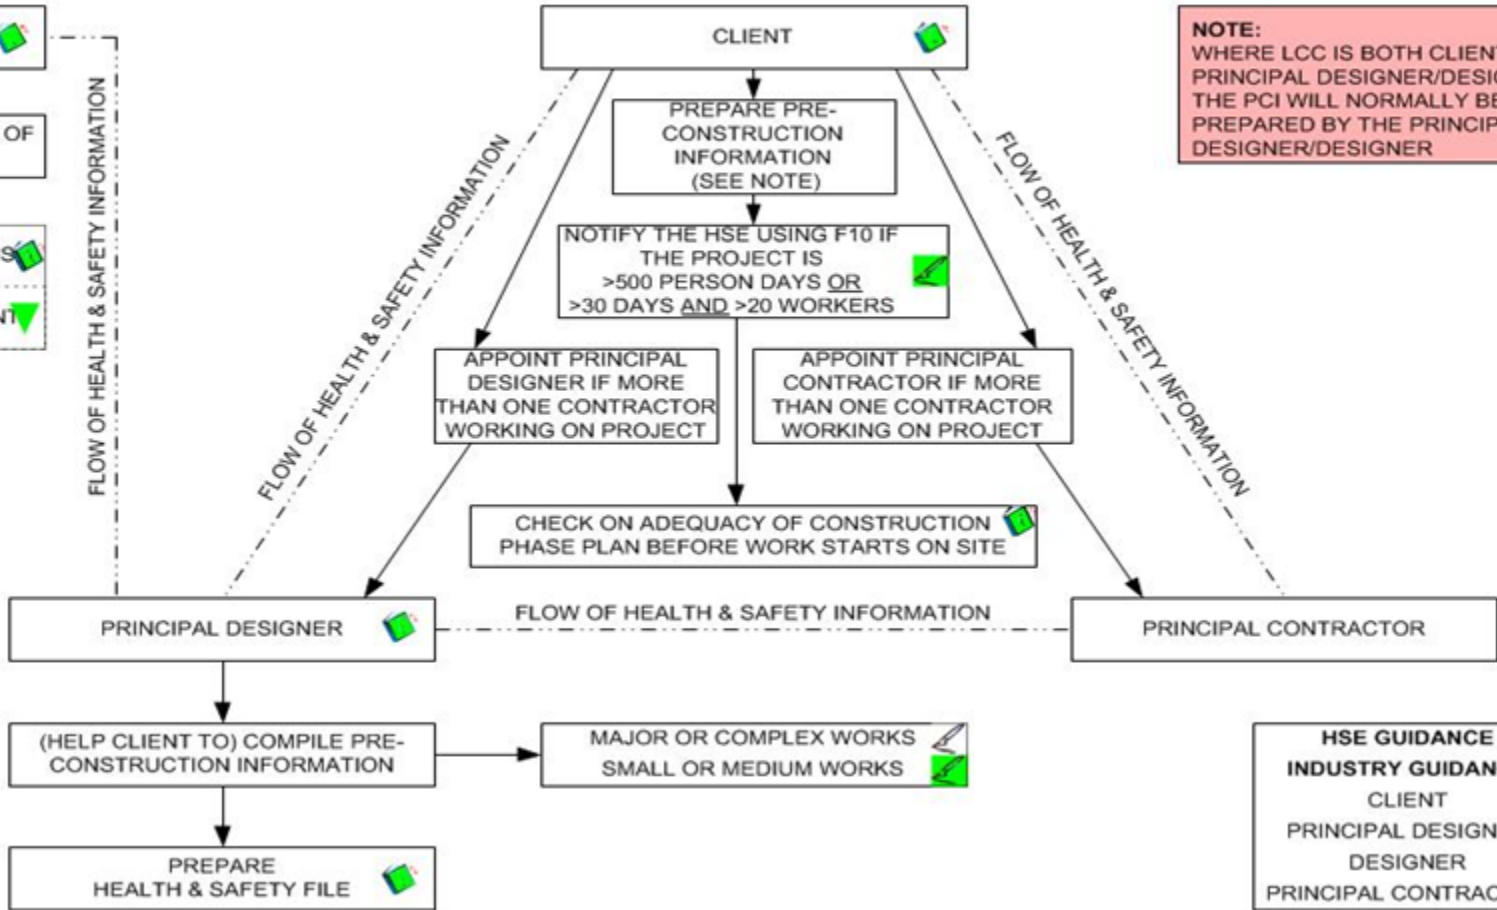 CLIENT
NOTE:
WHERE LCC IS BOTH CLIENT
PRINCIPAL DESIGNER/DESIG
THE PCI WILL NORMALLY BE
PREPARED BY THE PRINCIP
DESIGNER/DESIGNER
OF
NT
FLOW OF HEALTH & SAFETY INFORMATION
FLOW OF HEALTH & SAFETY INFORMATION
FLOW OF HEALTH & SAFETY INFORMATION
PREPARE PRE-
CONSTRUCTION
INFORMATION
(SEE NOTE)
NOTIFY THE HSE USING F10 IF
THE PROJECT IS
>500 PERSON DAYS OR
>30 DAYS AND >20 WORKERS
APPOINT PRINCIPAL
DESIGNER IF MORE
THAN ONE CONTRACTOR
WORKING ON PROJECT
APPOINT PRINCIPAL
CONTRACTOR IF MORE
THAN ONE CONTRACTOR
WORKING ON PROJECT
CHECK ON ADEQUACY OF CONSTRUCTION
PHASE PLAN BEFORE WORK STARTS ON SITE
PRINCIPAL DESIGNER
FLOW OF HEALTH & SAFETY INFORMATION
PRINCIPAL CONTRACTOR
(HELP CLIENT TO) COMPILE PRE-
CONSTRUCTION INFORMATION
MAJOR OR COMPLEX WORKS
SMALL OR MEDIUM WORKS
PREPARE
HEALTH & SAFETY FILE
HSE GUIDANCE
INDUSTRY GUIDAN
CLIENT
PRINCIPAL DESIGN
DESIGNER
PRINCIPAL CONTRAC